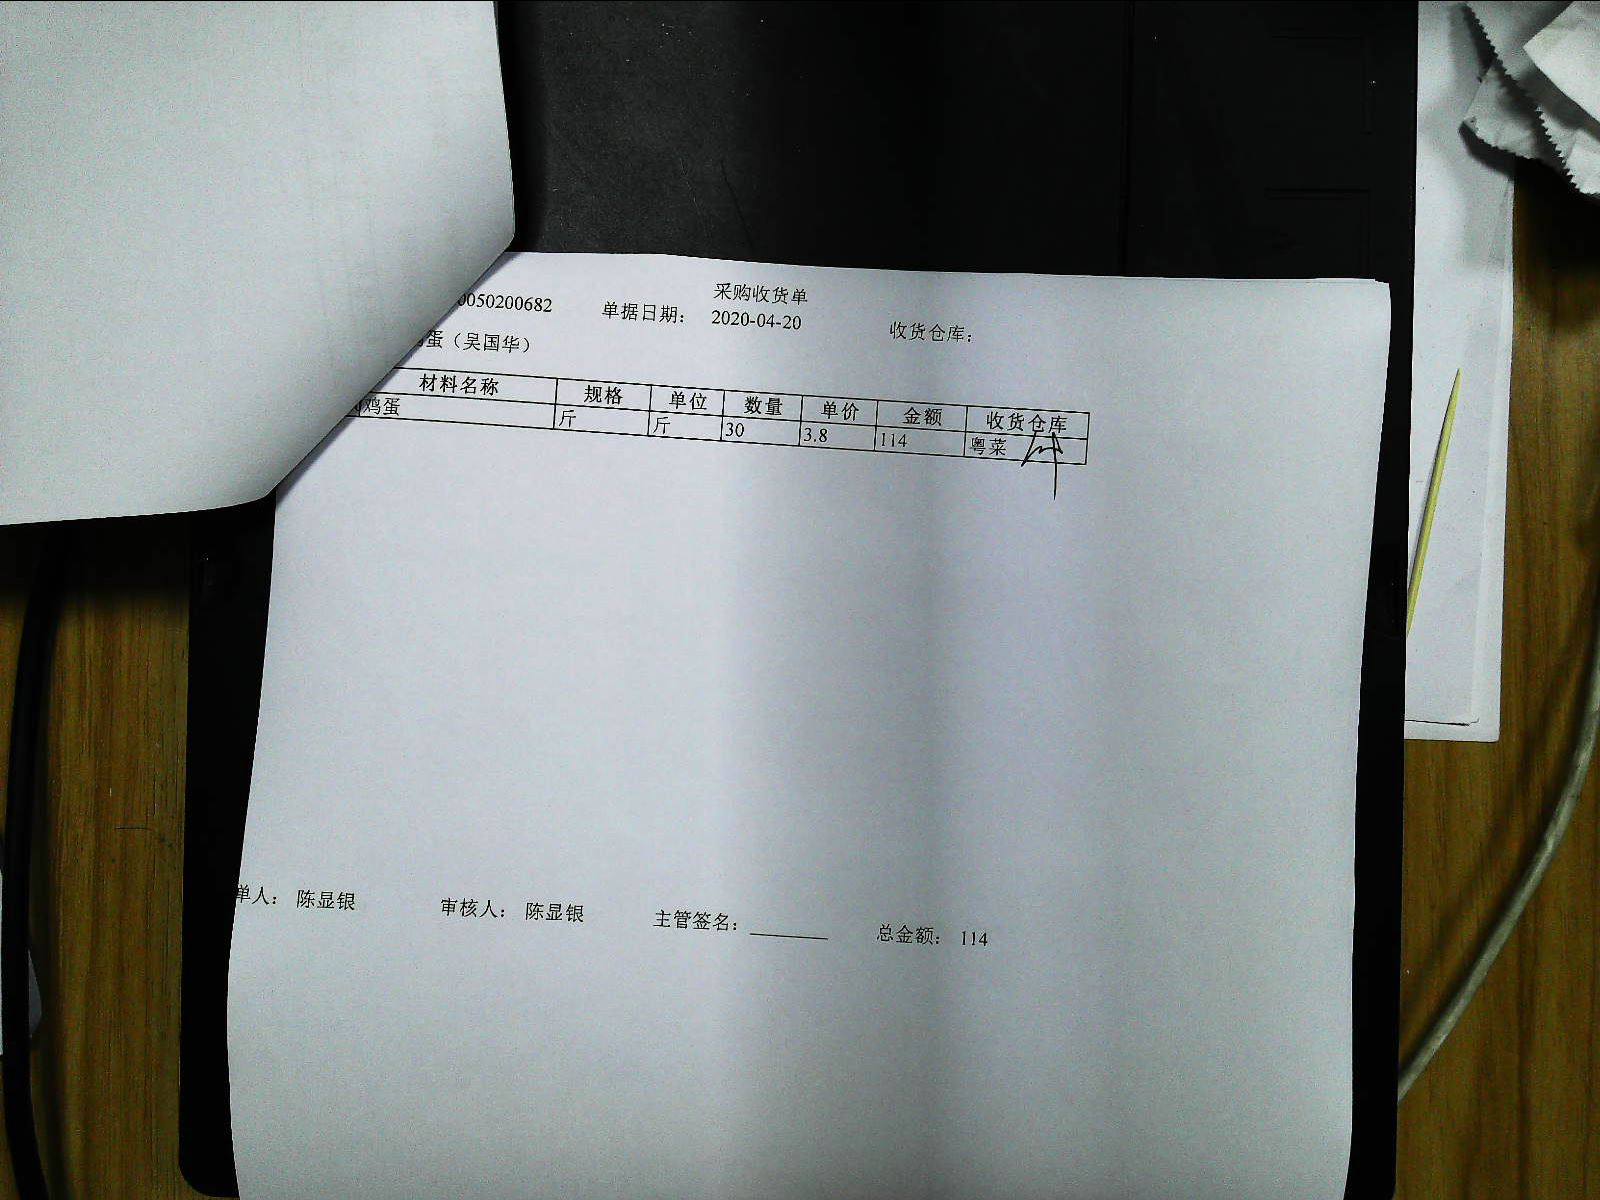 采购收货单
0050200682 单据日期： 2020-04-20 收货仓库：
蛋（吴国华）
材料名称 规格 单位 数量 单价 金额 收货仓库
鸡蛋 斤 斤 30 3.8 114 粤菜
单人： 陈显银 审核人： 陈显银 主管签名： 总金额： 114